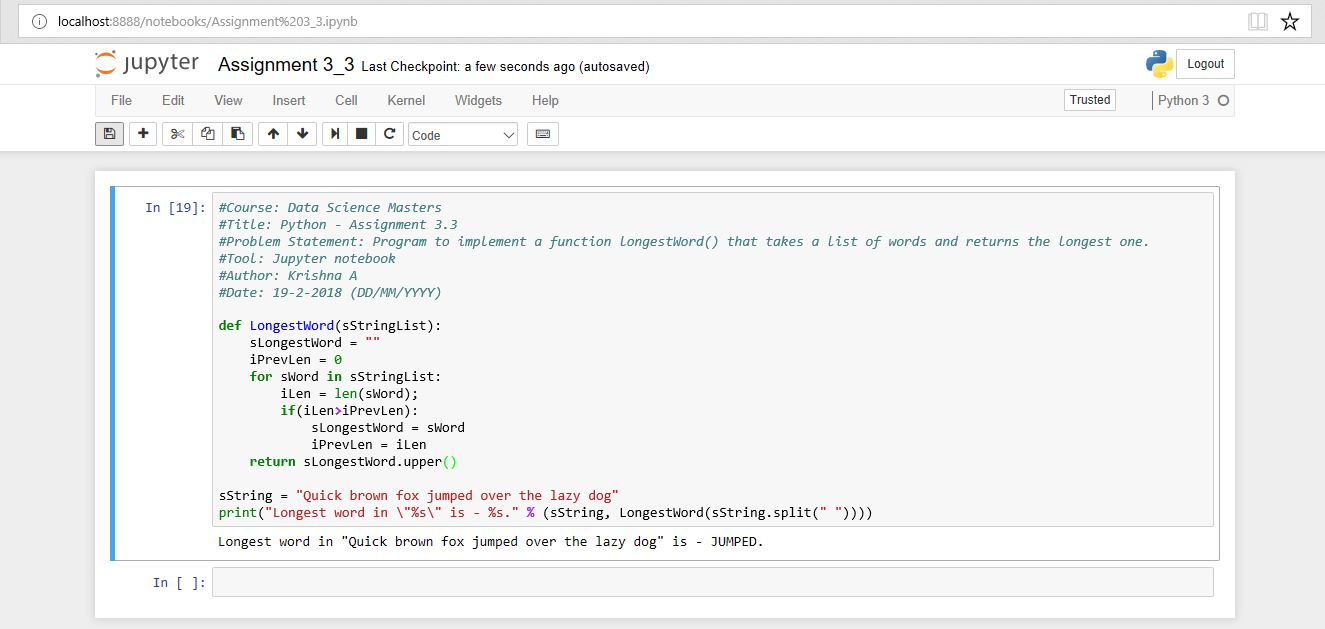 localhost:8888/notebooks/Assignment%203_3.ipynb
jupyter Assignment 3_3 Last Checkpoint: a few seconds ago (autosaved) Logout
File Edit View Insert Cell Kernel Widgets Help Trusted Python 3
Code
In [19]: #Course: Data Science Masters
#Title: Python - Assignment 3.3
#Problem Statement: Program to implement a function longestWord() that takes a list of words and returns the longest one.
#Tool: Jupyter notebook
#Author: Krishna A
#Date: 19-2-2018 (DD/MM/YYYY)
def LongestWord(sStringList):
    sLongestWord = ""
    iPrevLen = 0
    for sWord in sStringList:
        iLen = len(sWord);
        if(iLen>iPrevLen):
            sLongestWord = sWord
            iPrevLen = iLen
    return sLongestWord.upper()
sString = "Quick brown fox jumped over the lazy dog"
print("Longest word in \"%s\" is - %s." % (sString, LongestWord(sString.split(" "))))
Longest word in "Quick brown fox jumped over the lazy dog" is - JUMPED.
In [ ]: